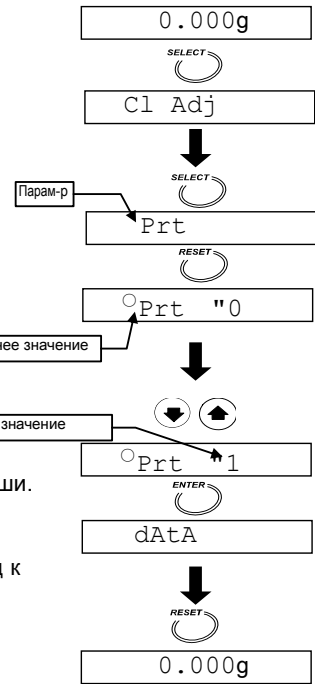 0.000g
SELECT
Cl Adj
SELECT
Парам-р
Prt
RESET
Prt "0
нее значение
значение
Prt "1
ши.
ENTER
dAtA
д к
RESET
0.000g